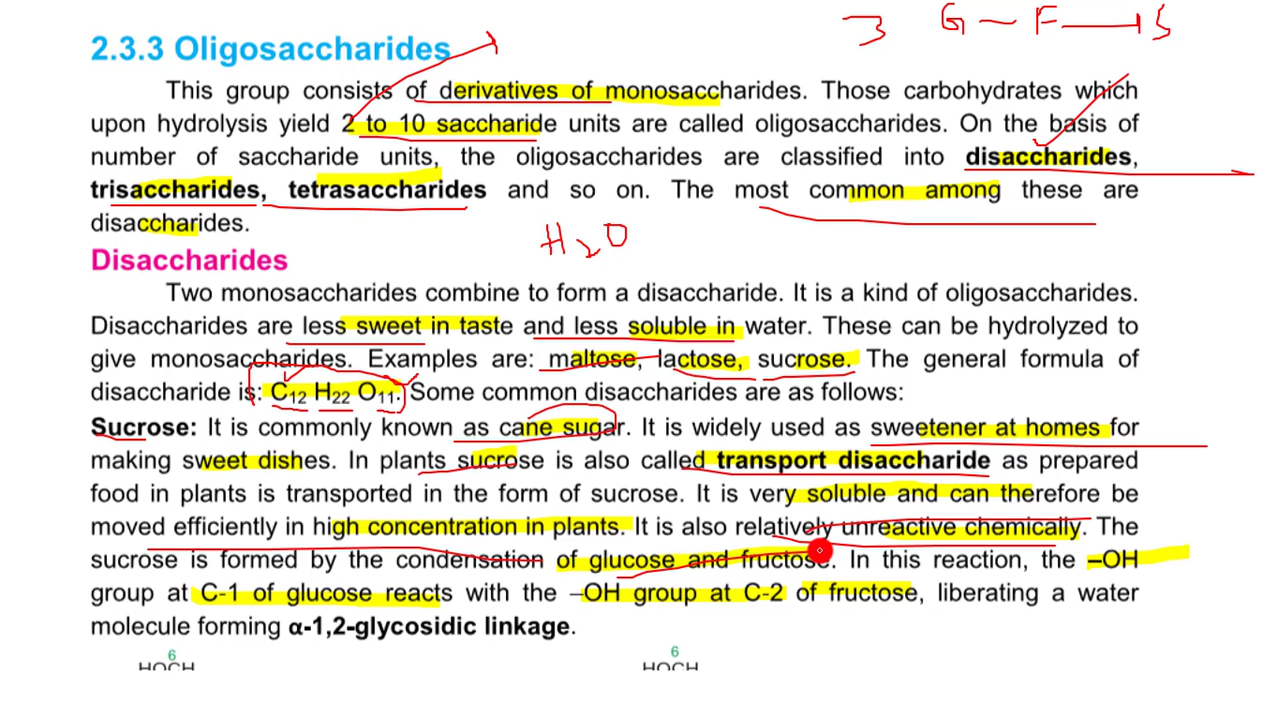 3 G — F → S
2.3.3 Oligosaccharides
This group consists of derivatives of monosaccharides. Those carbohydrates which
upon hydrolysis yield 2 to 10 saccharide units are called oligosaccharides. On the basis of
number of saccharide units, the oligosaccharides are classified into disaccharides,
trisaccharides, tetrasaccharides and so on. The most common among these are
disaccharides.
H₂O
Disaccharides
Two monosaccharides combine to form a disaccharide. It is a kind of oligosaccharides.
Disaccharides are less sweet in taste and less soluble in water. These can be hydrolyzed to
give monosaccharides. Examples are: maltose, lactose, sucrose. The general formula of
disaccharide is: C₁₂ H₂₂ O₁₁. Some common disaccharides are as follows:
Sucrose: It is commonly known as cane sugar. It is widely used as sweetener at homes for
making sweet dishes. In plants sucrose is also called transport disaccharide as prepared
food in plants is transported in the form of sucrose. It is very soluble and can therefore be
moved efficiently in high concentration in plants. It is also relatively unreactive chemically. The
sucrose is formed by the condensation of glucose and fructose. In this reaction, the –OH
group at C-1 of glucose reacts with the –OH group at C-2 of fructose, liberating a water
molecule forming α-1,2-glycosidic linkage.
6 6
HOCH HOCH